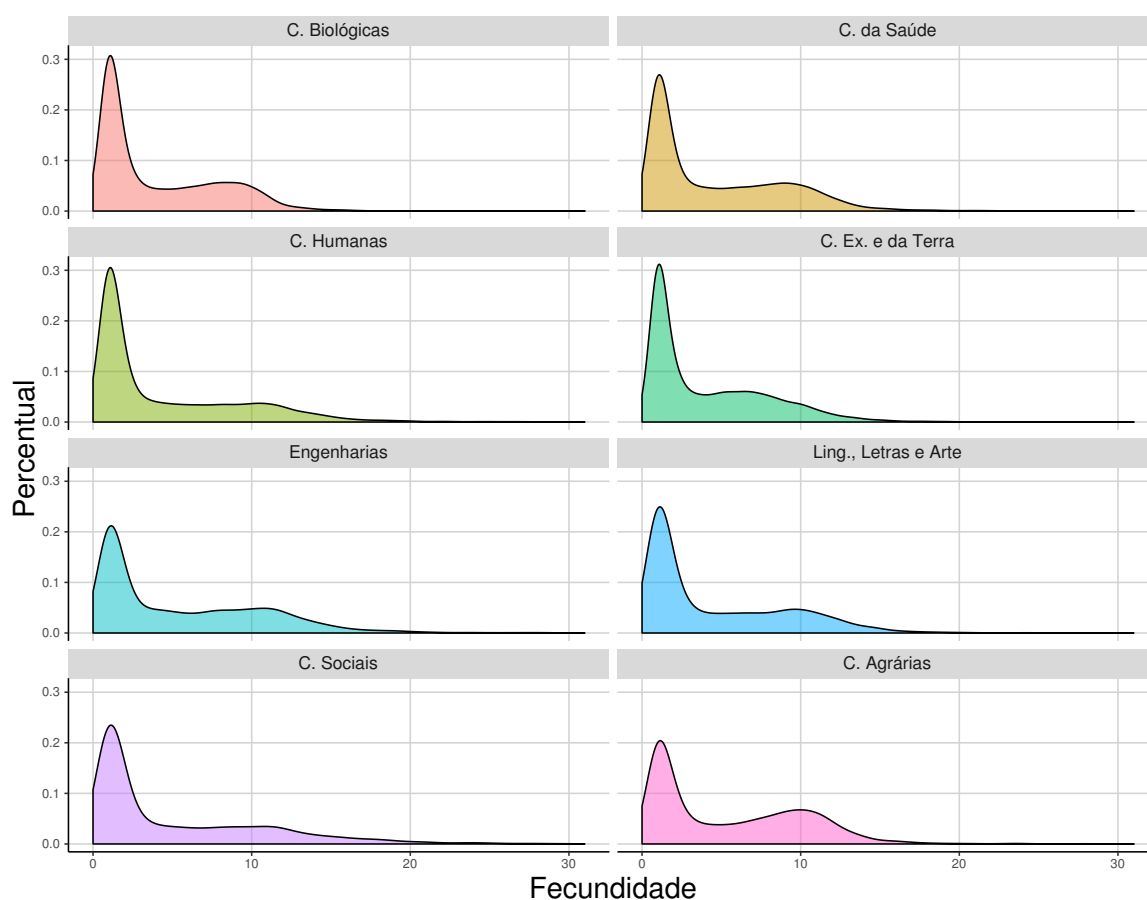 C. Biológicas
C. da Saúde
0.3
0.2
0.1
0.0
C. Humanas
C. Ex. e da Terra
0.3
0.2
0.1
0.0
Percentual
Engenharias
Ling., Letras e Arte
0.3
0.2
0.1
0.0
C. Sociais
C. Agrárias
0.3
0.2
0.1
0.0
0 10 20 30
0 10 20 30
Fecundidade